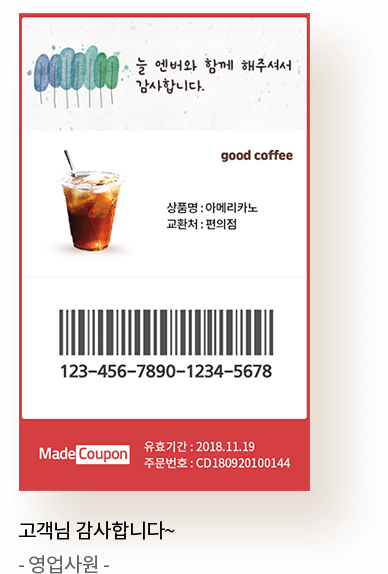 늘 엔버와 함께 해주셔서
감사합니다.
good coffee
상품명 : 아메리카노
교환처 : 편의점
123-456-7890-1234-5678
MadeCoupon
유효기간 : 2018.11.19
주문번호 : CD180920100144
고객님 감사합니다~
- 영업사원 -